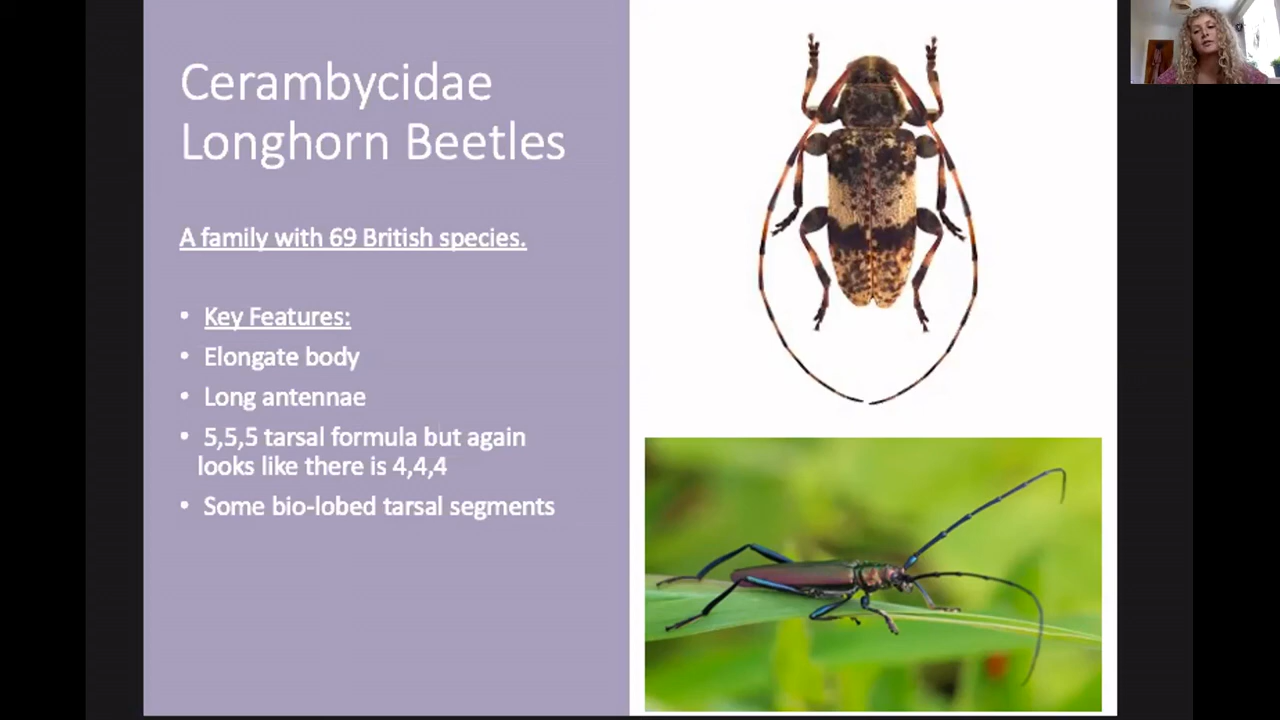 Cerambycidae
Longhorn Beetles
A family with 69 British species.
• Key Features:
• Elongate body
• Long antennae
• 5,5,5 tarsal formula but again
looks like there is 4,4,4
• Some bio-lobed tarsal segments